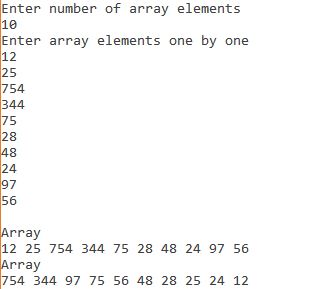 Enter number of array elements
10
Enter array elements one by one
12
25
754
344
75
28
48
24
97
56
Array
12 25 754 344 75 28 48 24 97 56
Array
754 344 97 75 56 48 28 25 24 12